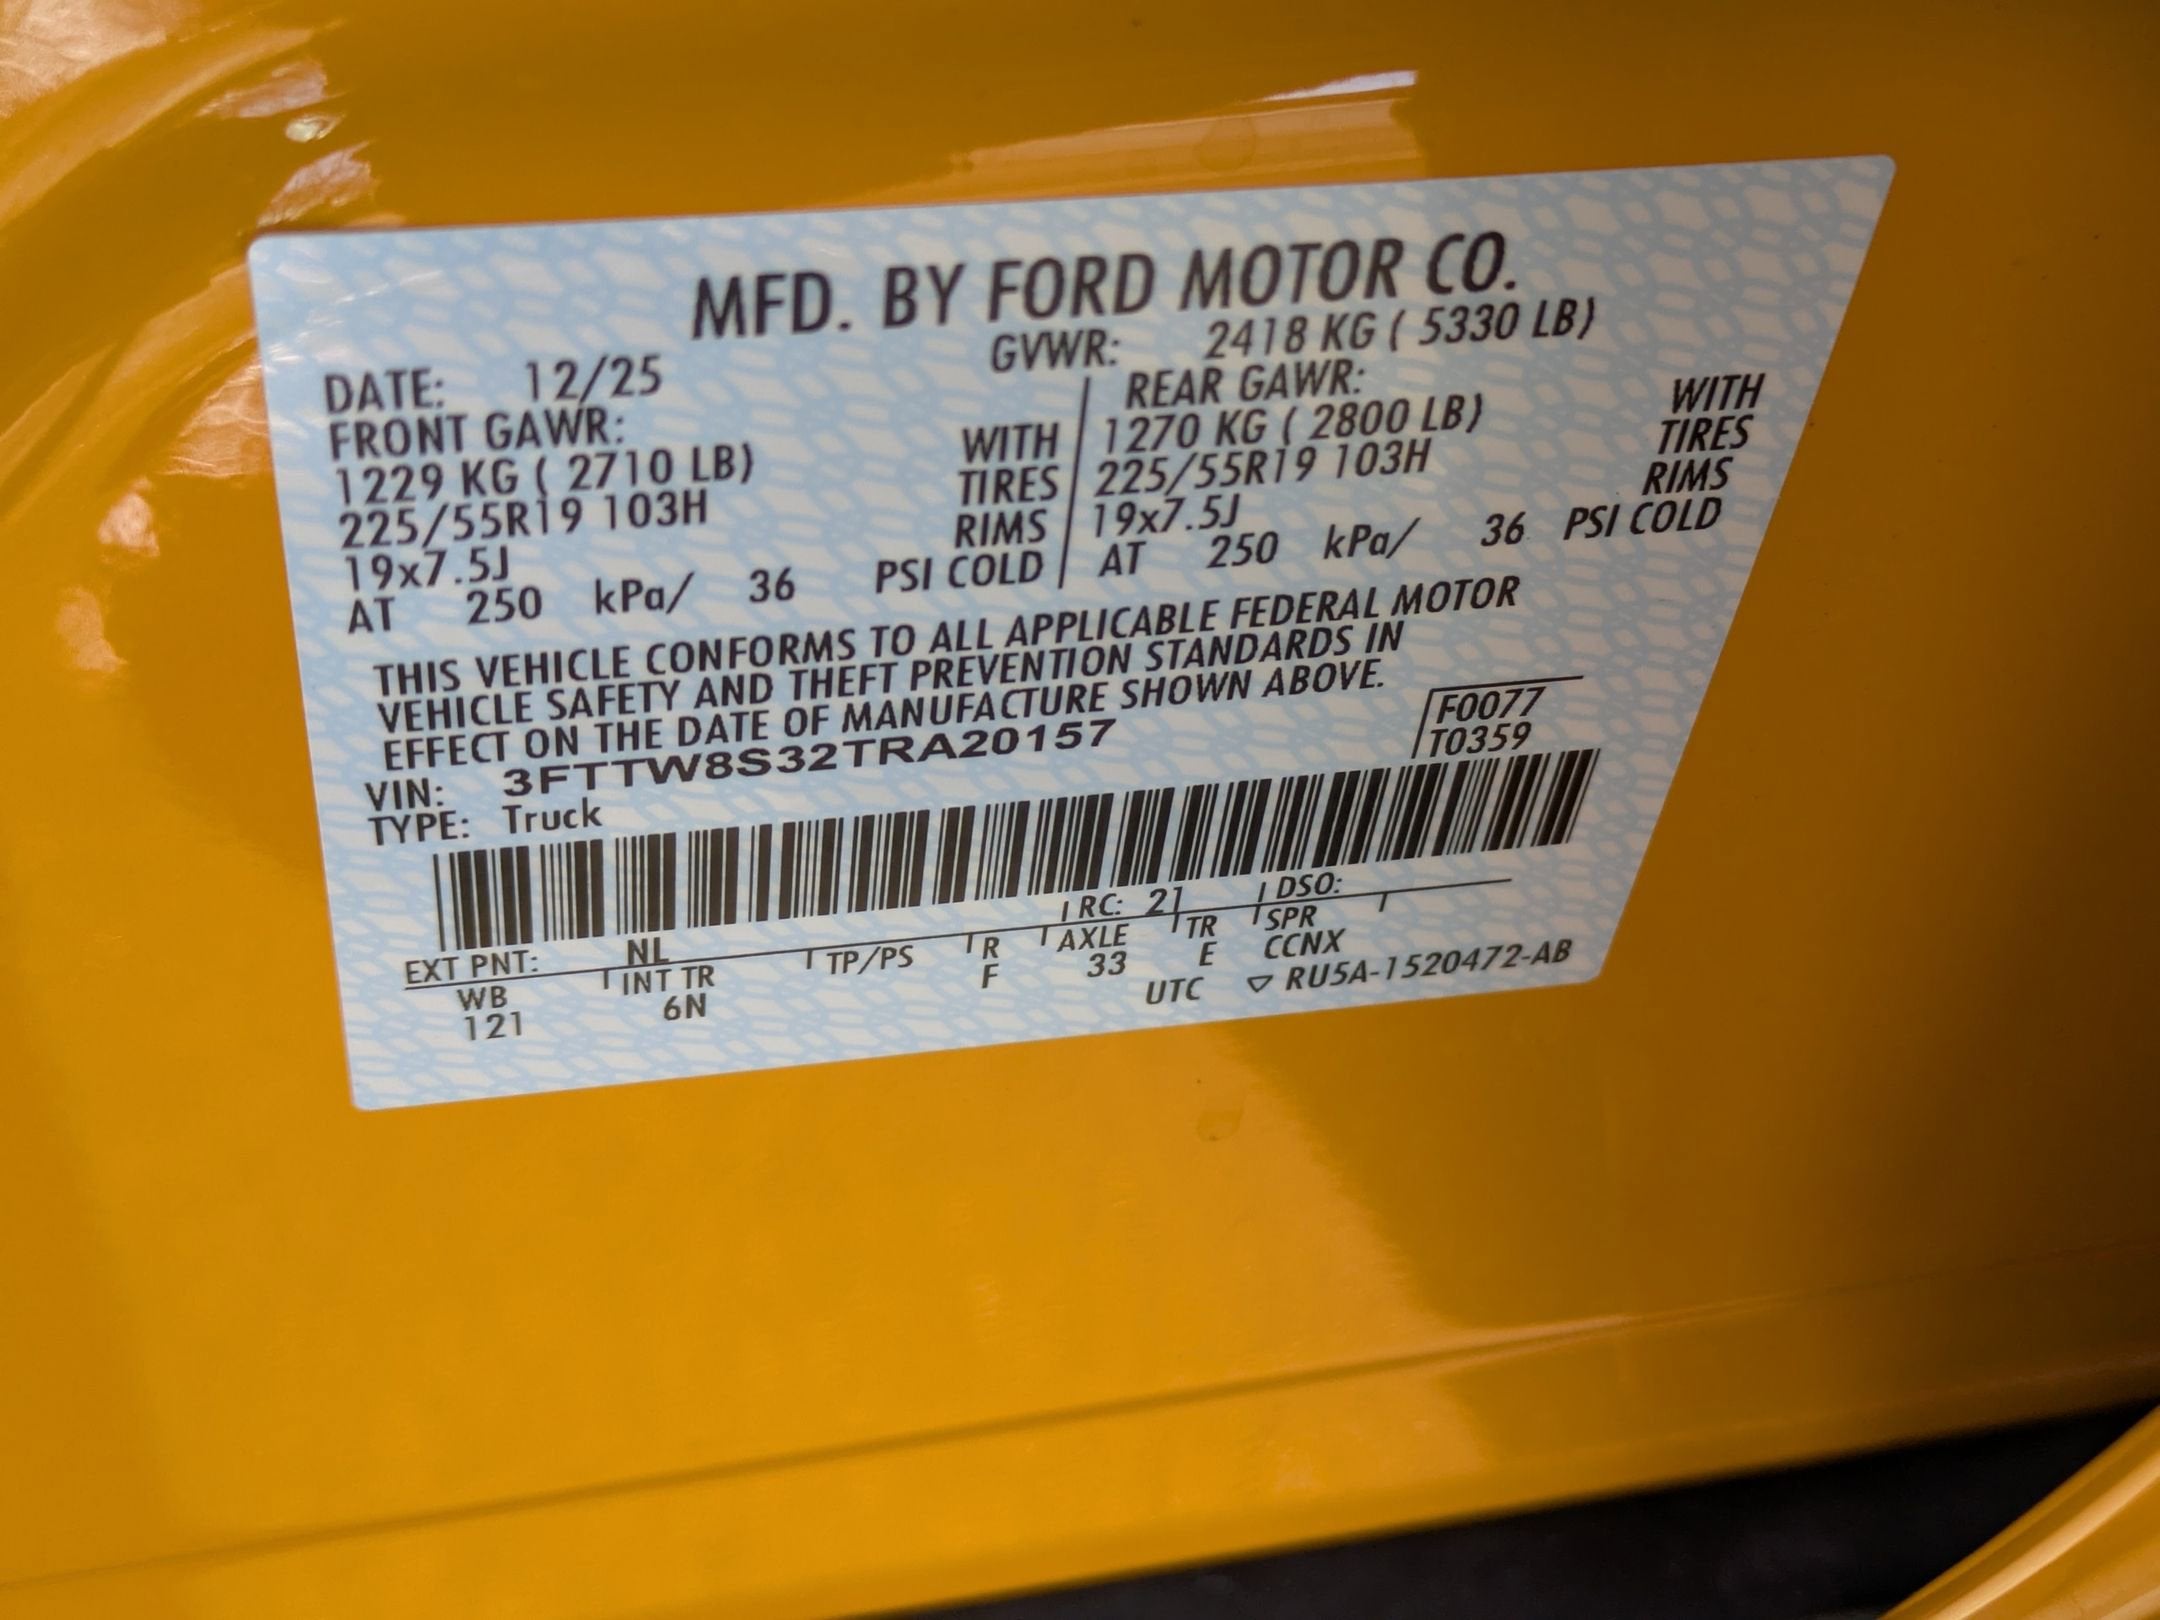 MFD. BY FORD MOTOR CO.
DATE: 12/25 GVWR: 2418 KG ( 5330 LB)
FRONT GAWR: REAR GAWR:
1229 KG ( 2710 LB) WITH 1270 KG ( 2800 LB) WITH
225/55R19 103H TIRES 225/55R19 103H TIRES
19x7.5J RIMS 19x7.5J RIMS
AT 250 kPa/ 36 PSI COLD AT 250 kPa/ 36 PSI COLD
THIS VEHICLE CONFORMS TO ALL APPLICABLE FEDERAL MOTOR
VEHICLE SAFETY AND THEFT PREVENTION STANDARDS IN
EFFECT ON THE DATE OF MANUFACTURE SHOWN ABOVE.
F0077
VIN: 3FTTW8S32TRA20157 T0359
TYPE: Truck
EXT PNT: NL RC: 21 DSO:
WB INT TR TP/PS R AXLE TR SPR
121 6N F 33 E CCNX
UTC ▽ RU5A-1520472-AB